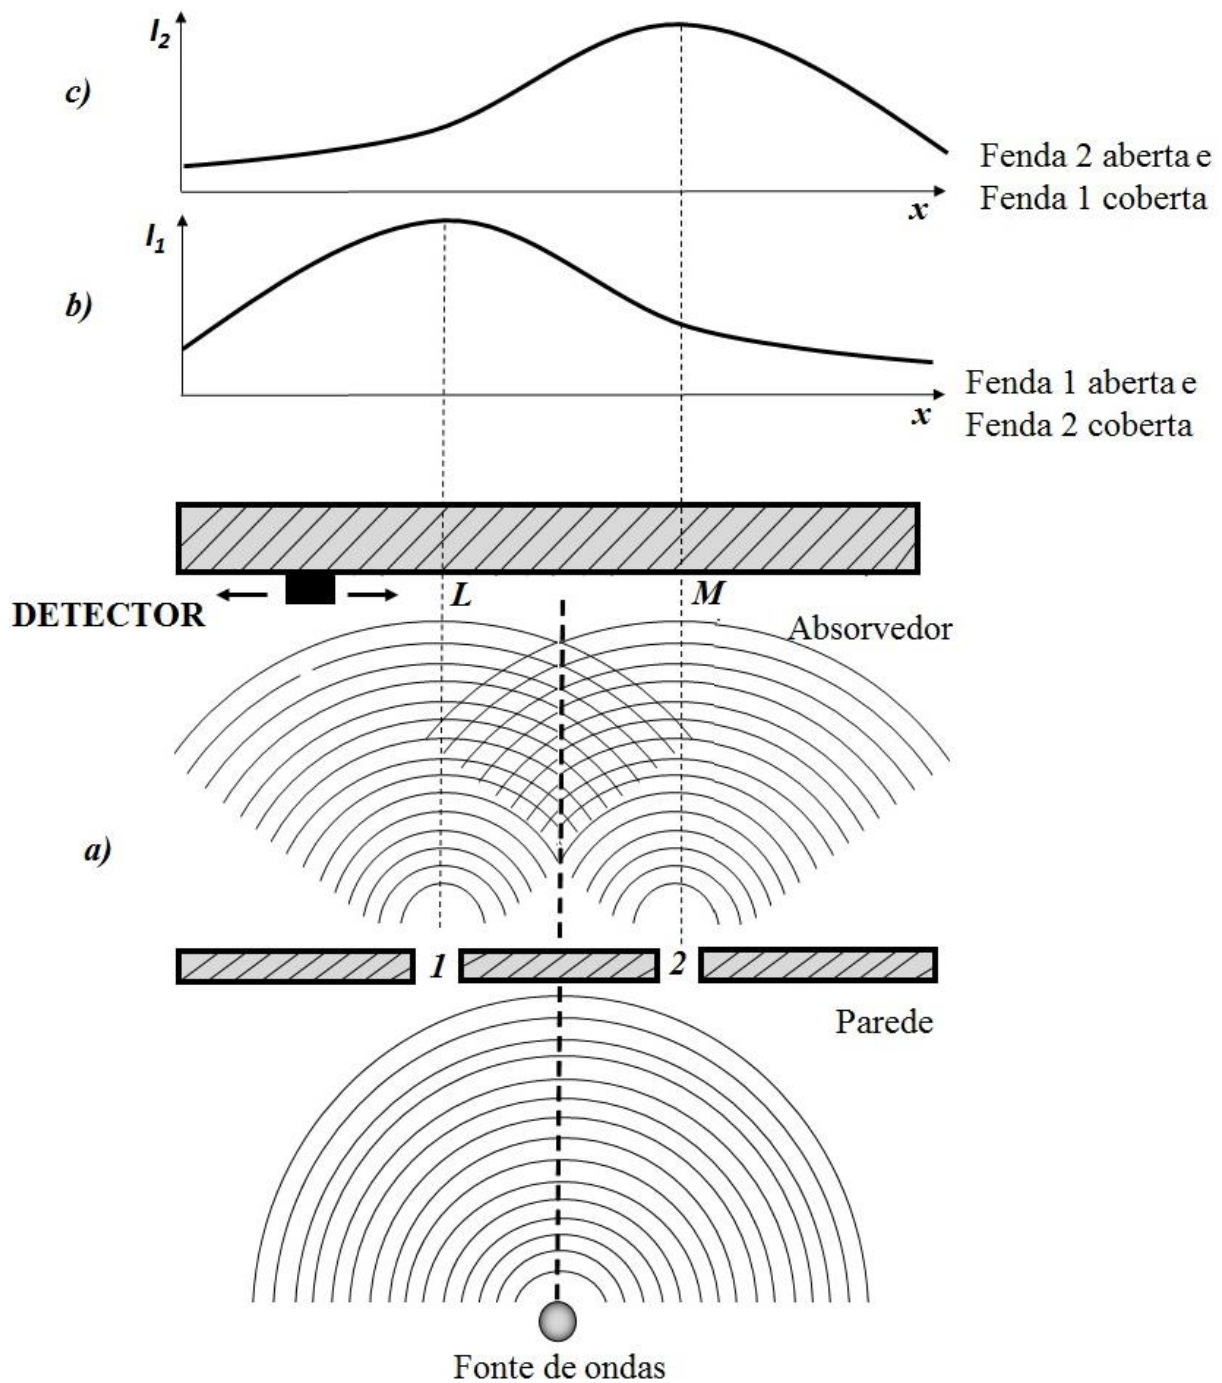 I2
c)
Fenda 2 aberta e
Fenda 1 coberta
x
I1
b)
Fenda 1 aberta e
Fenda 2 coberta
x
L
M
DETECTOR
Absorvedor
a)
1
2
Parede
Fonte de ondas